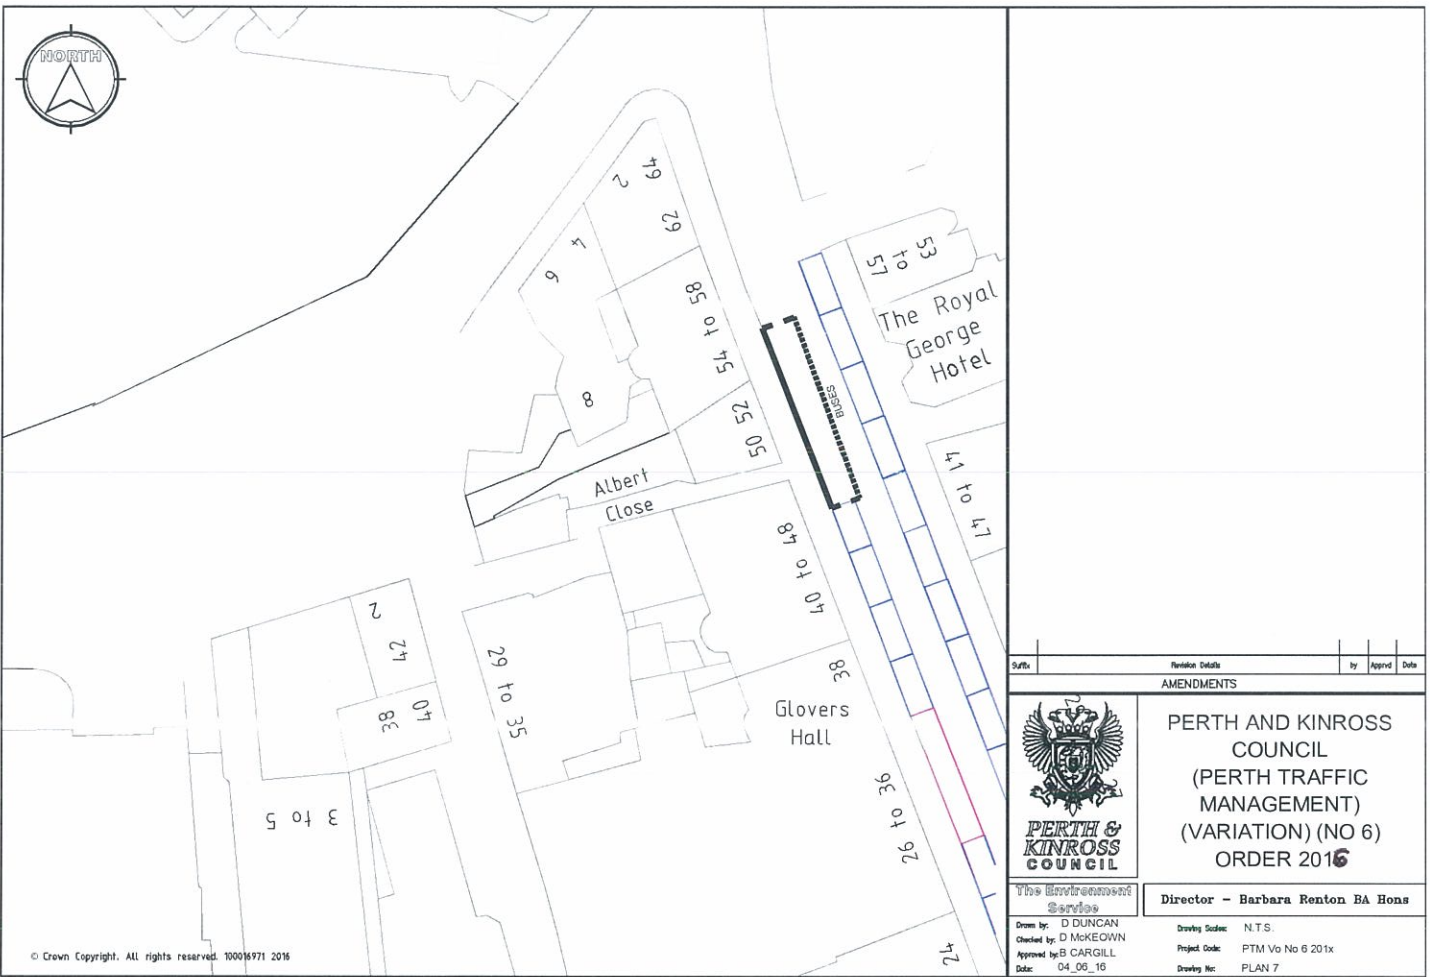 NORTH
64
2
62
4
6
54 to 58
8
50 52
BUSES
57 to 53
The Royal
George
Hotel
41 to 47
Albert
Close
40 to 48
2
42
40
38
62 to 35
38
Glovers
Hall
3 to 5
26 to 36
24
© Crown Copyright. All rights reserved. 100016971 2016
Suffix Revision Details by Apprvd Date
AMENDMENTS
PERTH &
KINROSS
COUNCIL
PERTH AND KINROSS
COUNCIL
(PERTH TRAFFIC
MANAGEMENT)
(VARIATION) (NO 6)
ORDER 2016
The Environment
Service
Director - Barbara Renton BA Hons
Drawn by: D DUNCAN
Checked by: D McKEOWN
Approved by: B CARGILL
Date: 04_06_16
Drawing Scales: N.T.S.
Project Code: PTM Vo No 6 201x
Drawing No: PLAN 7